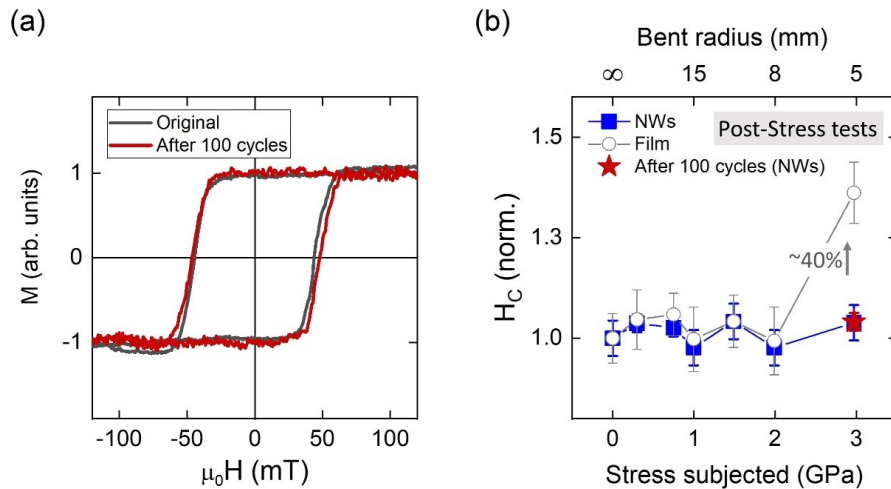 (a)
Original
After 100 cycles
M (arb. units)
1
0
-1
-100 -50 0 50 100
μ₀H (mT)
(b)
Bent radius (mm)
∞ 15 8 5
NWs
Film
After 100 cycles (NWs)
Post-Stress tests
~40%
H_C (norm.)
1.5
1.3
1.0
0 1 2 3
Stress subjected (GPa)